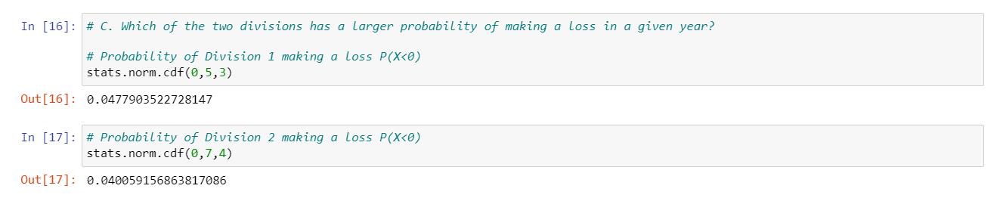 In [16]: # C. Which of the two divisions has a larger probability of making a loss in a given year?
# Probability of Division 1 making a loss P(X<0)
stats.norm.cdf(0,5,3)
Out[16]: 0.0477903522728147
In [17]: # Probability of Division 2 making a loss P(X<0)
stats.norm.cdf(0,7,4)
Out[17]: 0.040059156863817086